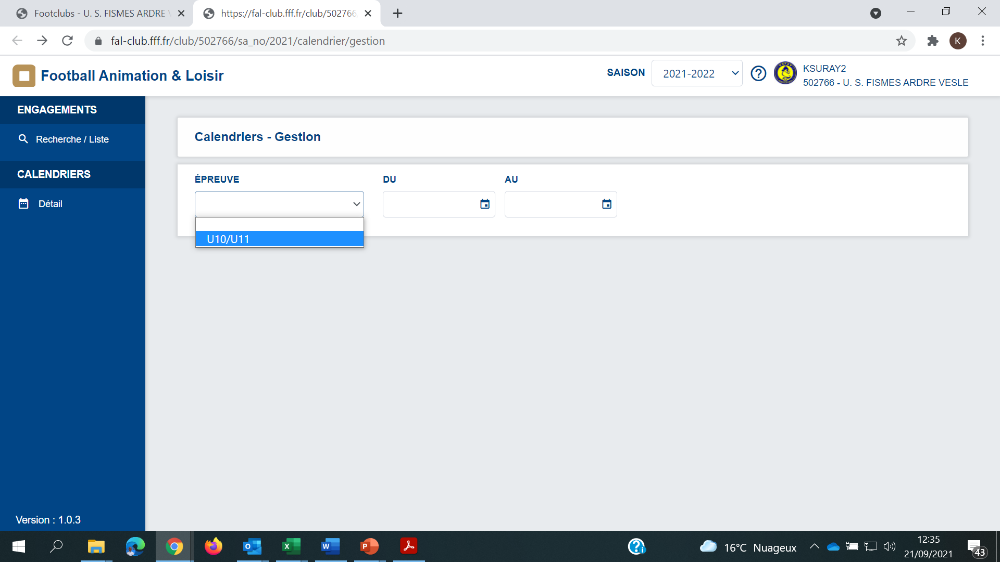 Footclubs - U. S. FISMES ARDRE
https://fal-club.fff.fr/club/502766
fal-club.fff.fr/club/502766/sa_no/2021/calendrier/gestion
K
Football Animation & Loisir
SAISON
2021-2022
KSURAY2
502766 - U. S. FISMES ARDRE VESLE
ENGAGEMENTS
Recherche / Liste
CALENDRIERS
Détail
Calendriers - Gestion
ÉPREUVE
DU
AU
U10/U11
Version : 1.0.3
16°C Nuageux
12:35
21/09/2021
43